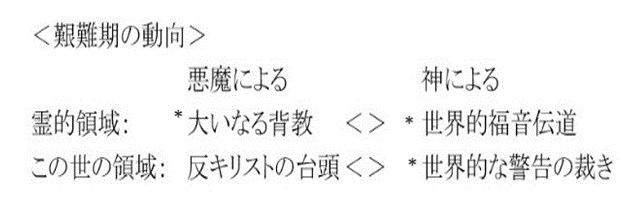 ＜艱難期の動向＞
悪魔による 神による
霊的領域： *大いなる背教 ＜＞ *世界的福音伝道
この世の領域： 反キリストの台頭＜＞ *世界的な警告の裁き